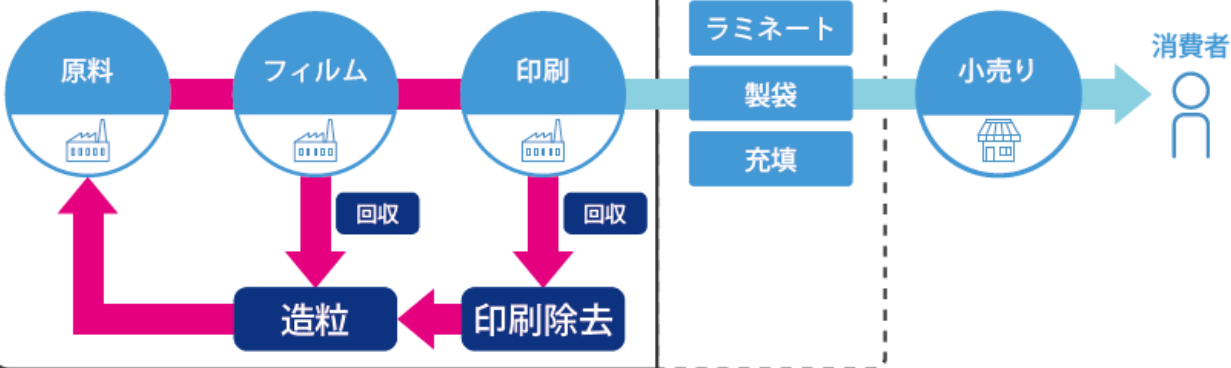 原料
フィルム
印刷
ラミネート
製袋
充填
小売り
消費者
回収
回収
造粒
印刷除去